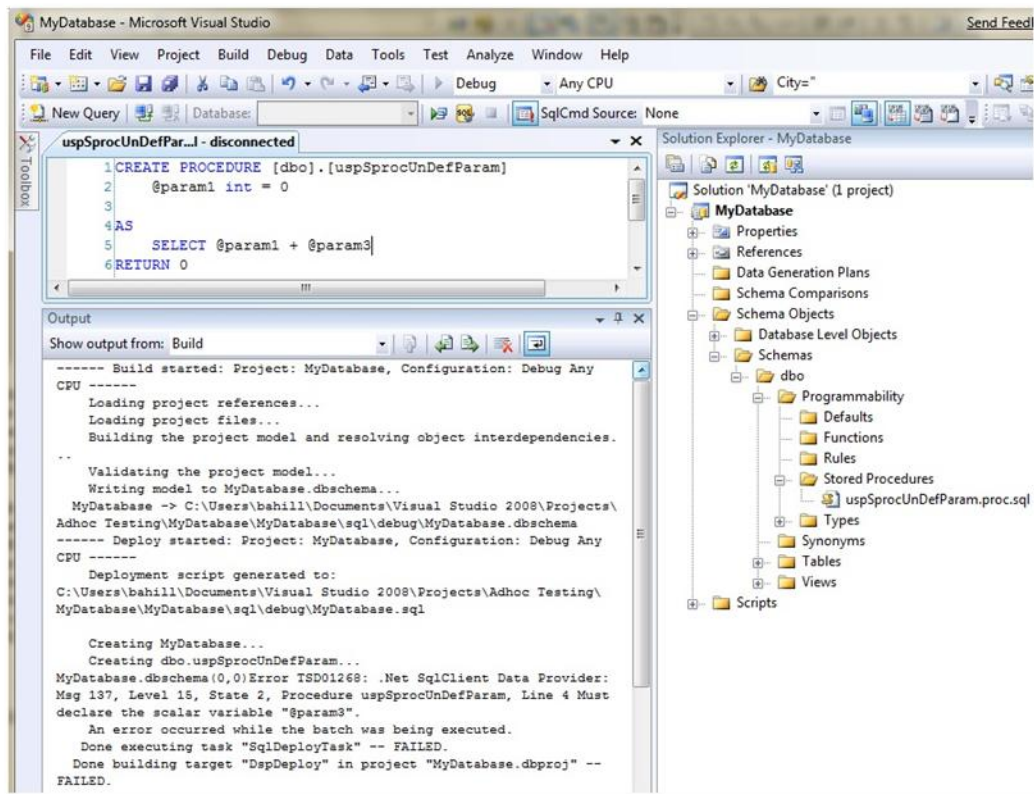 MyDatabase - Microsoft Visual Studio
Send Feed
File Edit View Project Build Debug Data Tools Test Analyze Window Help
Debug Any CPU City="
New Query Database: SqlCmd Source: None
Toolbox
uspSprocUnDefPar...l - disconnected
1 CREATE PROCEDURE [dbo].[uspSprocUnDefParam]
2 @param1 int = 0
3
4 AS
5 SELECT @param1 + @param3
6 RETURN 0
Output
Show output from: Build
------ Build started: Project: MyDatabase, Configuration: Debug Any
CPU ------
Loading project references...
Loading project files...
Building the project model and resolving object interdependencies.
..
Validating the project model...
Writing model to MyDatabase.dbschema...
MyDatabase -> C:\Users\bahill\Documents\Visual Studio 2008\Projects\
Adhoc Testing\MyDatabase\MyDatabase\sql\debug\MyDatabase.dbschema
------ Deploy started: Project: MyDatabase, Configuration: Debug Any
CPU ------
Deployment script generated to:
C:\Users\bahill\Documents\Visual Studio 2008\Projects\Adhoc Testing\
MyDatabase\MyDatabase\sql\debug\MyDatabase.sql
Creating MyDatabase...
Creating dbo.uspSprocUnDefParam...
MyDatabase.dbschema(0,0)Error TSD01268: .Net SqlClient Data Provider:
Msg 137, Level 15, State 2, Procedure uspSprocUnDefParam, Line 4 Must
declare the scalar variable "@param3".
An error occurred while the batch was being executed.
Done executing task "SqlDeployTask" -- FAILED.
Done building target "DspDeploy" in project "MyDatabase.dbproj" --
FAILED.
Solution Explorer - MyDatabase
Solution 'MyDatabase' (1 project)
MyDatabase
Properties
References
Data Generation Plans
Schema Comparisons
Schema Objects
Database Level Objects
Schemas
dbo
Programmability
Defaults
Functions
Rules
Stored Procedures
uspSprocUnDefParam.proc.sql
Types
Synonyms
Tables
Views
Scripts